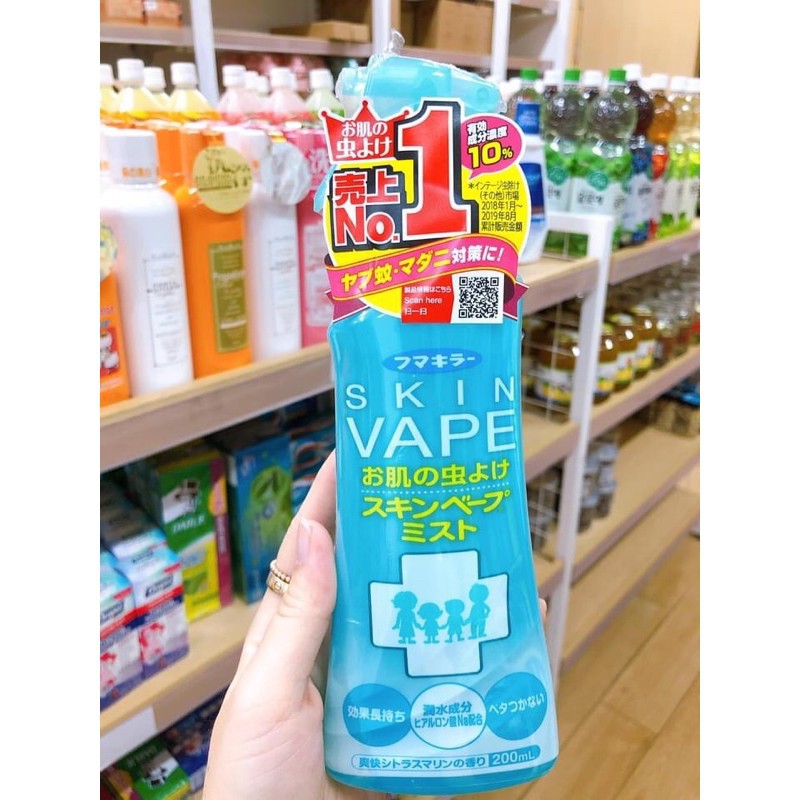 お肌の
虫よけ
売上
No.1
有効
成分濃度
10%
*インテージ虫除け
(その他)市場
2018年1月~
2019年8月
累計販売金額
ヤブ蚊・マダニ対策に!
製品情報はこちら
Scan here
扫一扫
フマキラー
SKIN
VAPE
お肌の虫よけ
スキンベープ
ミスト
効果長持ち
潤水成分
ヒアルロン酸Na配合
ベタつかない
爽快シトラスマリンの香り 200mL